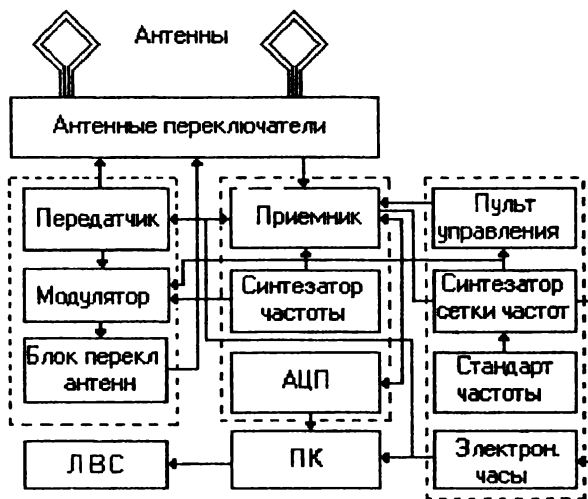 Антенны
Антенные переключатели
Передатчик
Приемник
Пульт
управления
Модулятор
Синтезатор
частоты
Синтезатор
сетки частот
Блок перекл
антенн
АЦП
Стандарт
частоты
ЛВС
ПК
Электрон.
часы